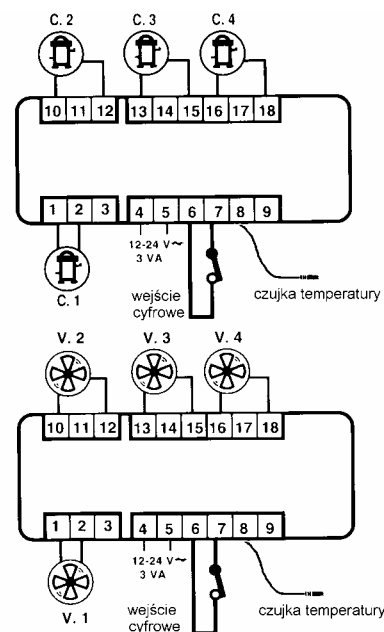 C. 2 C. 3 C. 4
10 11 12 13 14 15 16 17 18
1 2 3 4 5 6 7 8 9
12-24 V~
3 VA
C. 1
wejście
cyfrowe
czujka temperatury
V. 2 V. 3 V. 4
10 11 12 13 14 15 16 17 18
1 2 3 4 5 6 7 8 9
12-24 V~
3 VA
V. 1
wejście
cyfrowe
czujka temperatury